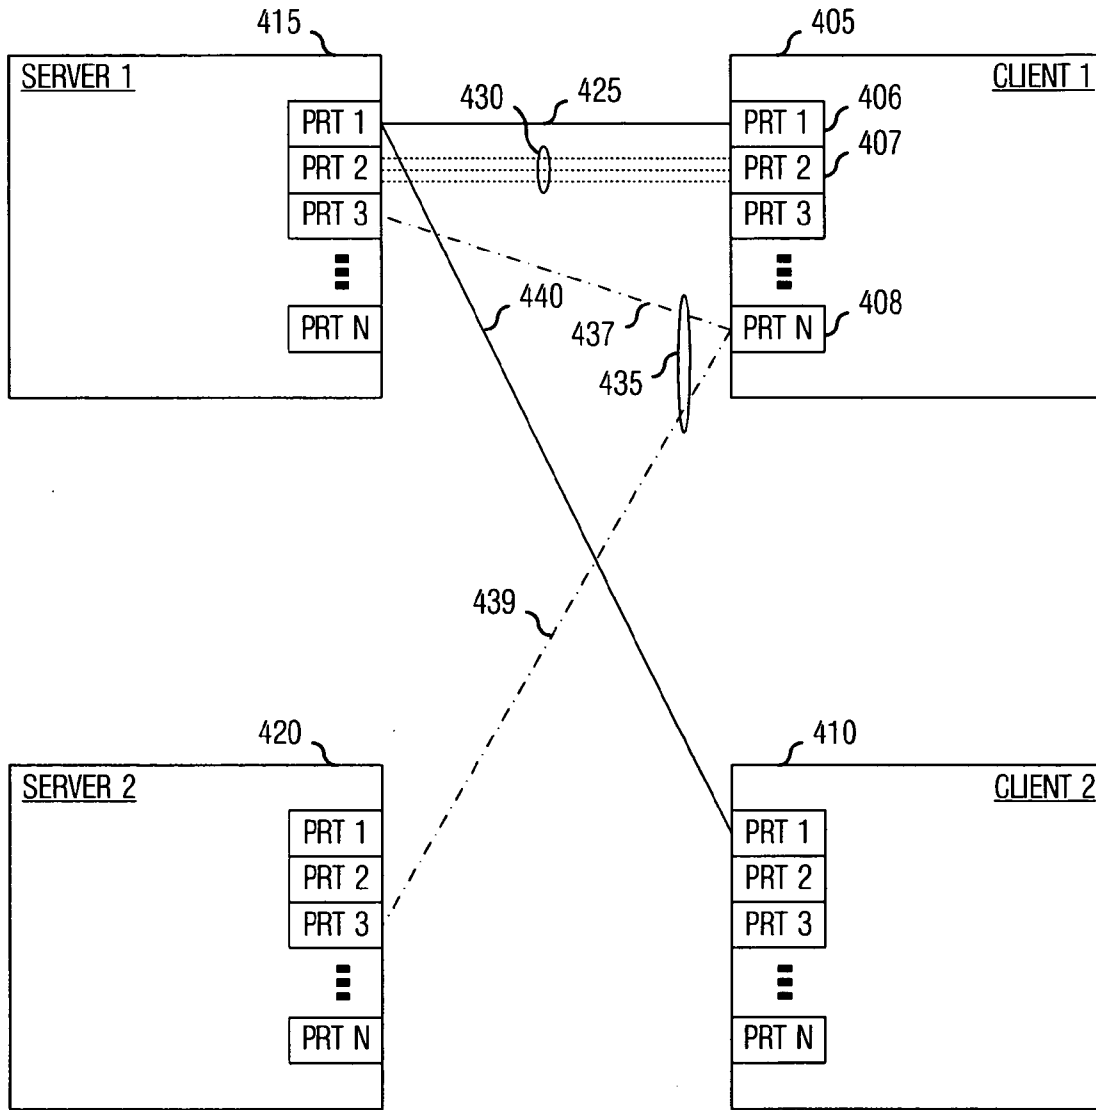 415
405
SERVER 1
CLIENT 1
430
425
406
407
PRT 1
PRT 2
PRT 3
PRT N
PRT 1
PRT 2
PRT 3
PRT N
440
437
435
408
439
420
410
SERVER 2
CLIENT 2
PRT 1
PRT 2
PRT 3
PRT N
PRT 1
PRT 2
PRT 3
PRT N